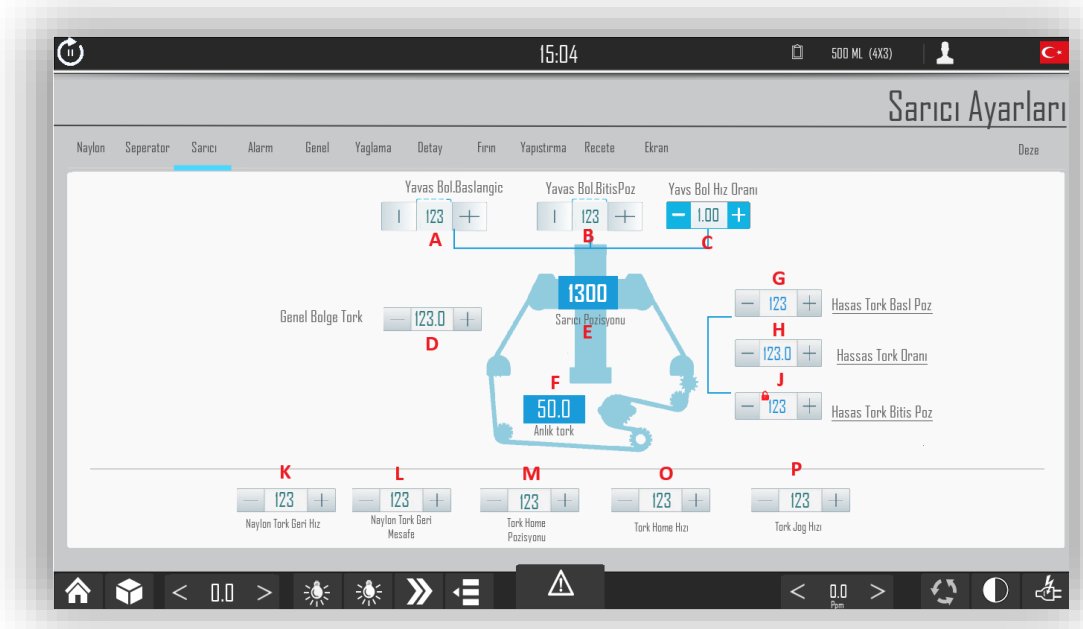 15:04
500 ML (4X3)
Sarıcı Ayarları
Naylon Seperator Sarıcı Alarm Genel Yaglama Detay Fırın Yapıstırma Recete Ekran Deze
Yavas Bol.Baslangic Yavas Bol.BitisPoz Yavs Bol Hız Oranı
I 123 + I 123 + − 1.00 +
A B C
G
1300 − 123 + Hasas Tork Basl Poz
Genel Bolge Tork − 123.0 + Sarıcı Pozisyonu
D E H
− 123.0 + Hassas Tork Oranı
F J
50.0 − 123 + Hasas Tork Bitis Poz
Anlık tork
K L M O P
− 123 + − 123 + − 123 + − 123 + − 123 +
Naylon Tork Geri Hız Naylon Tork Geri Mesafe Tork Home Pozisyonu Tork Home Hızı Tork Jog Hızı
< 0.0 > < 0.0 >
Ppm